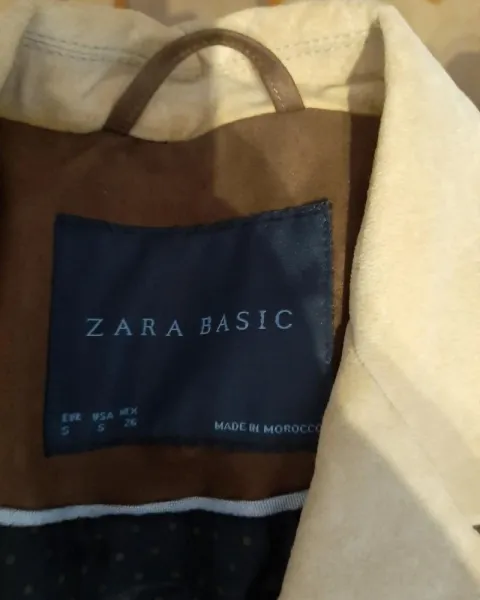 ZARA BASIC
EUR USA MEX
S S 26
MADE IN MOROCCO